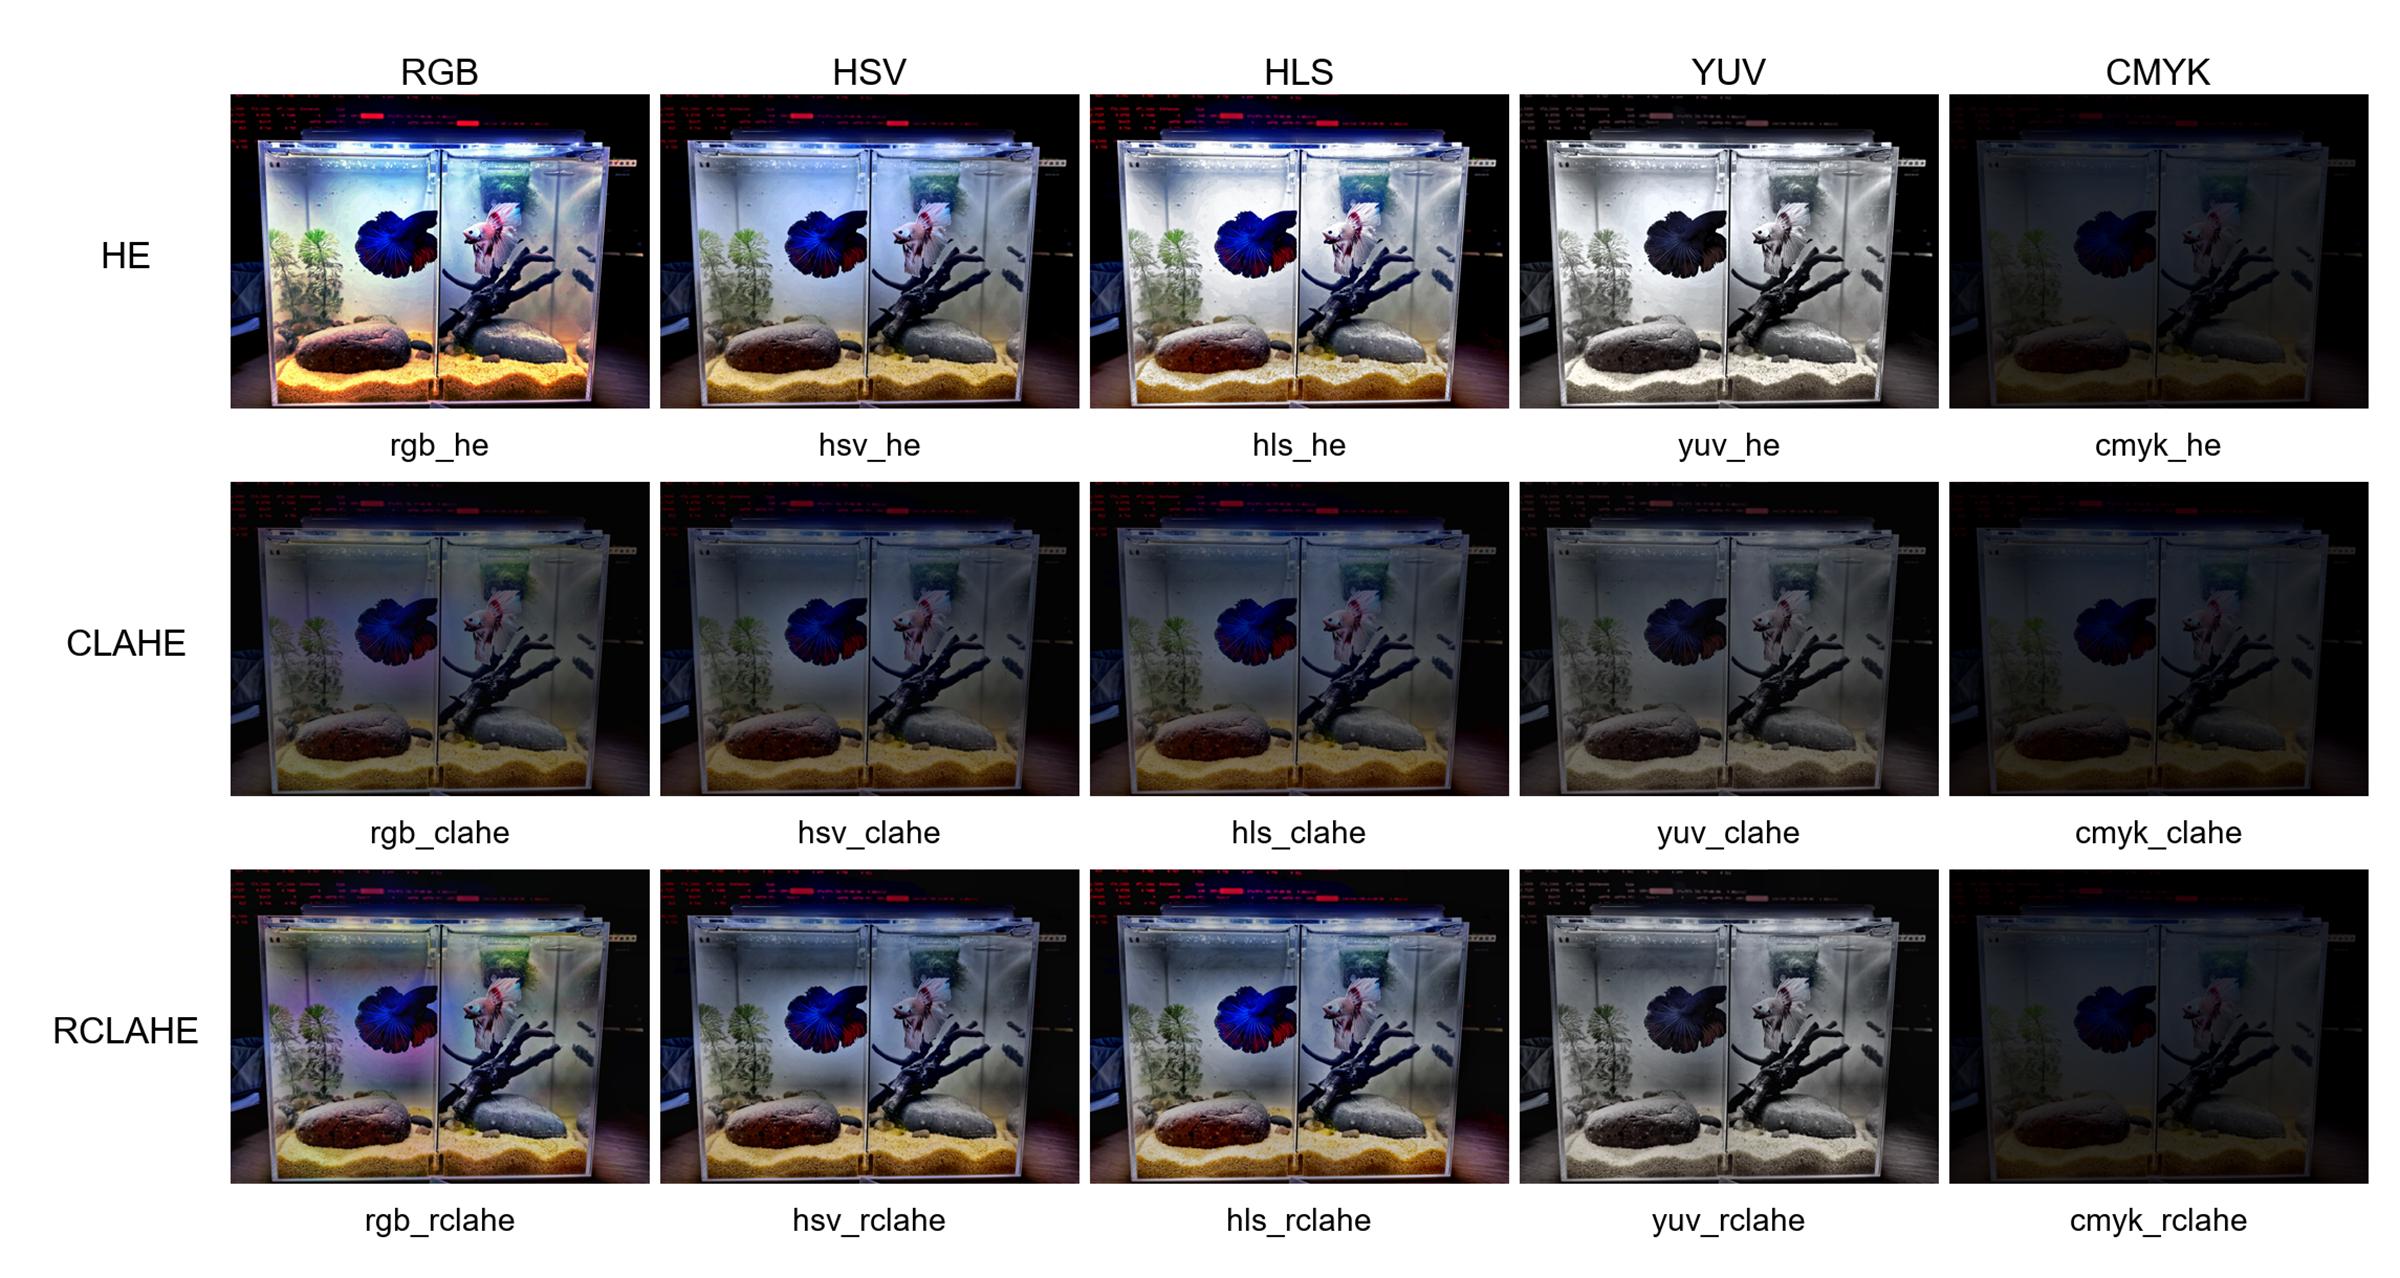 RGB HSV HLS YUV CMYK
HE
rgb_he hsv_he hls_he yuv_he cmyk_he
CLAHE
rgb_clahe hsv_clahe hls_clahe yuv_clahe cmyk_clahe
RCLAHE
rgb_rclahe hsv_rclahe hls_rclahe yuv_rclahe cmyk_rclahe